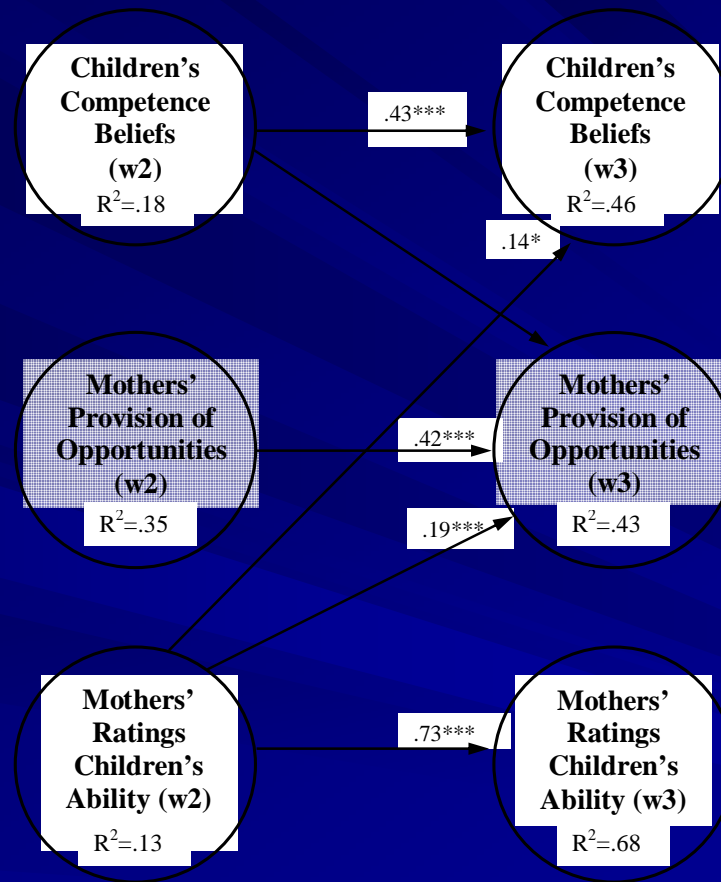 Children's
Competence
Beliefs
(w2)
R²=.18
.43***
Children's
Competence
Beliefs
(w3)
R²=.46
.14*
Mothers'
Provision of
Opportunities
(w2)
R²=.35
.42***
.19***
Mothers'
Provision of
Opportunities
(w3)
R²=.43
Mothers'
Ratings
Children's
Ability (w2)
R²=.13
.73***
Mothers'
Ratings
Children's
Ability (w3)
R²=.68